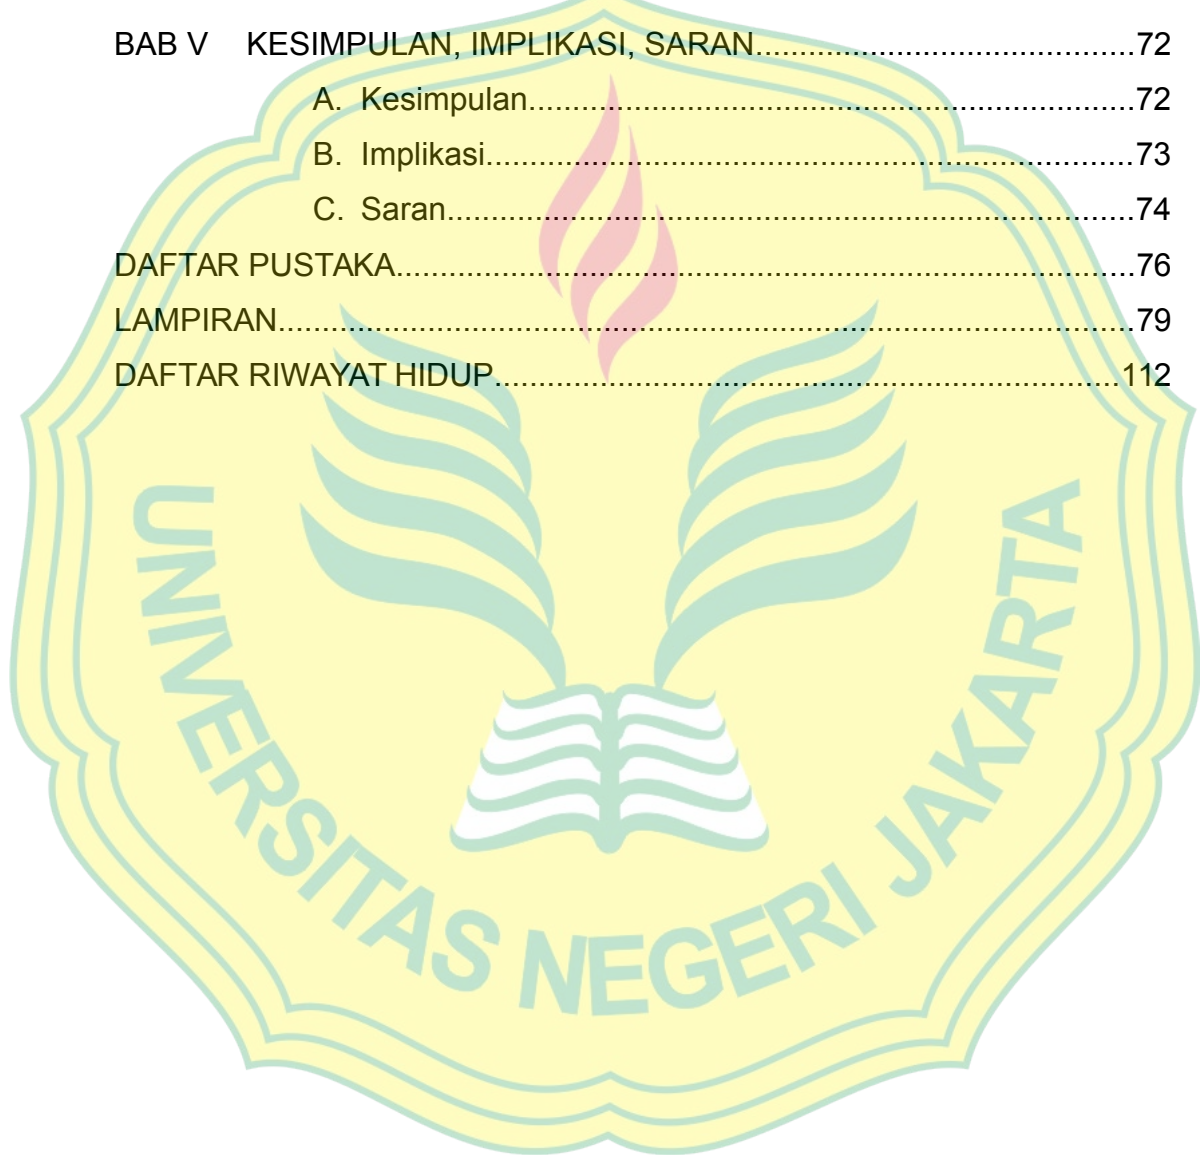 BAB V KESIMPULAN, IMPLIKASI, SARAN...........................................72
A. Kesimpulan.....................................................................72
B. Implikasi..........................................................................73
C. Saran..............................................................................74
DAFTAR PUSTAKA....................................................................................76
LAMPIRAN..................................................................................................79
DAFTAR RIWAYAT HIDUP.......................................................................112
UNIVERSITAS NEGERI JAKARTA